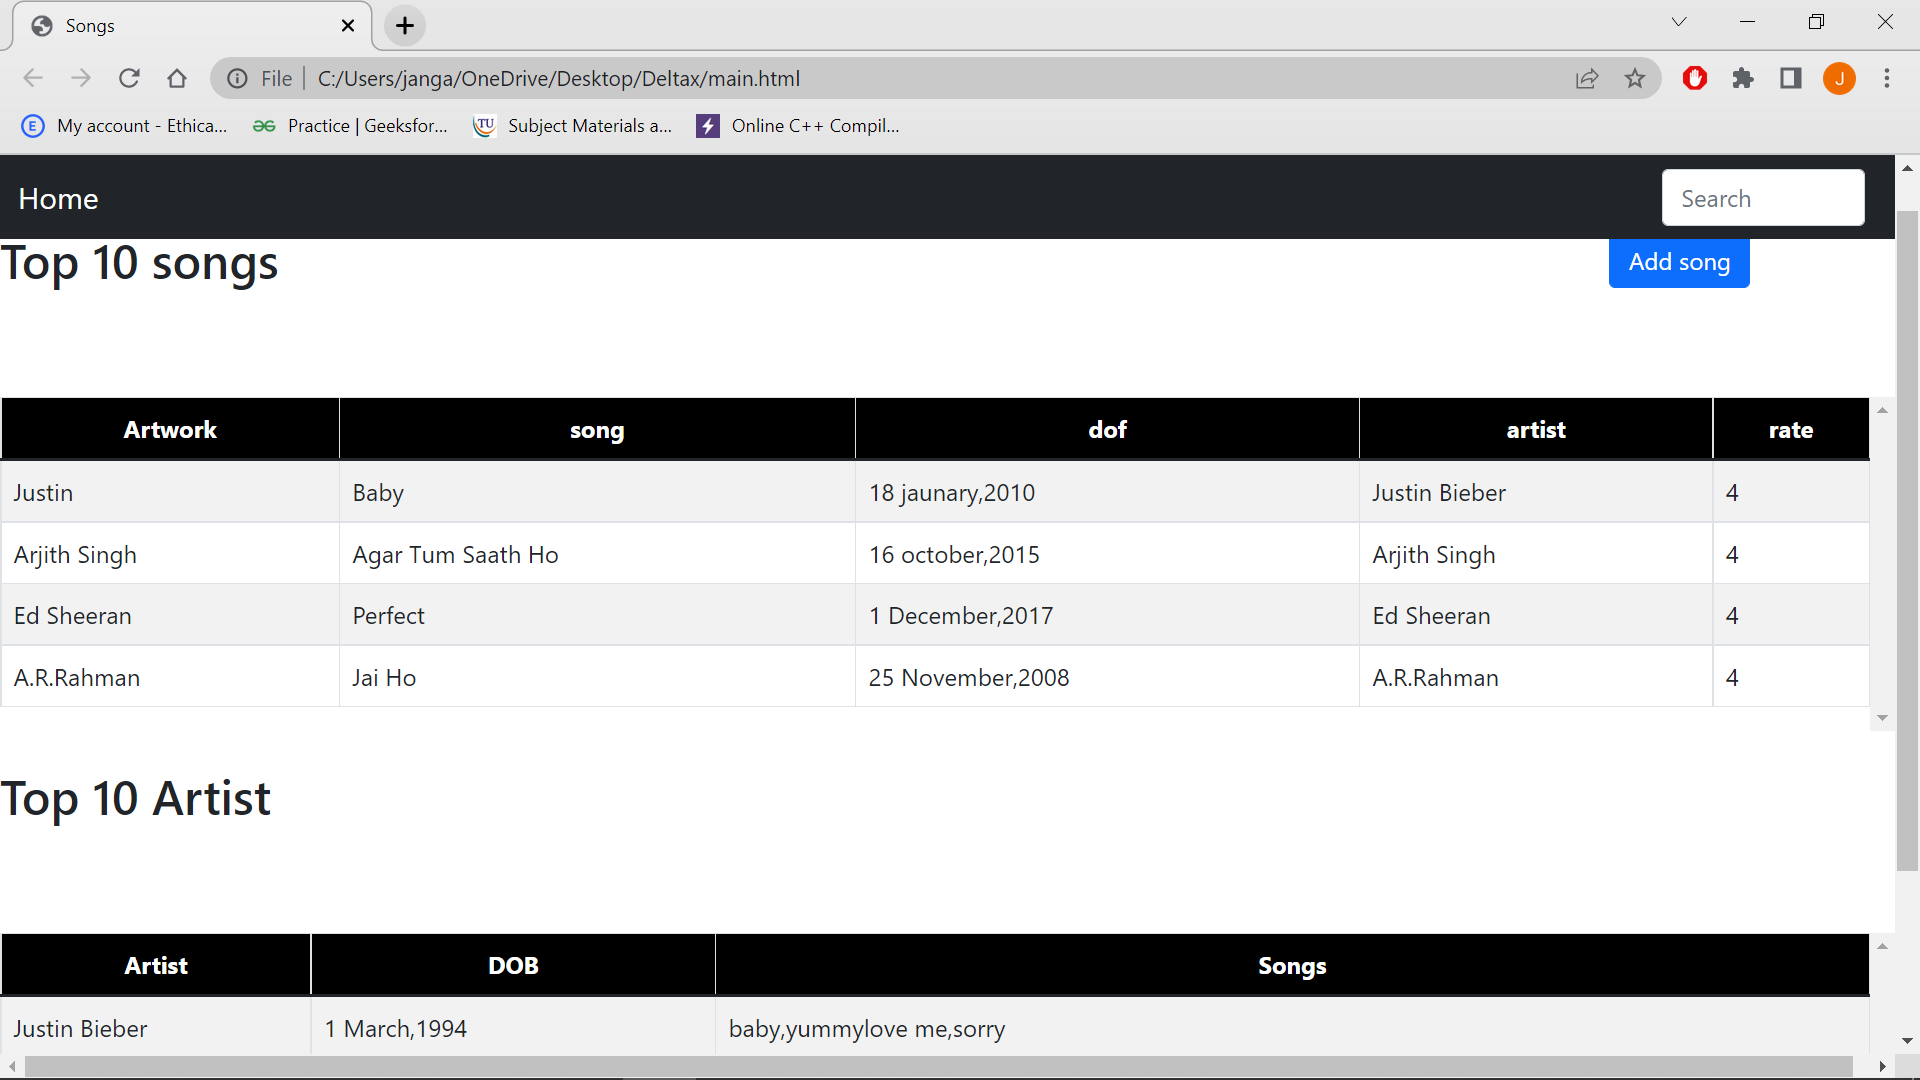 Songs
File C:/Users/janga/OneDrive/Desktop/Deltax/main.html J
E My account - Ethica... Practice | Geeksfor... TU Subject Materials a... Online C++ Compil...
Home Search
Top 10 songs Add song
Artwork song dof artist rate
Justin Baby 18 jaunary,2010 Justin Bieber 4
Arjith Singh Agar Tum Saath Ho 16 october,2015 Arjith Singh 4
Ed Sheeran Perfect 1 December,2017 Ed Sheeran 4
A.R.Rahman Jai Ho 25 November,2008 A.R.Rahman 4
Top 10 Artist
Artist DOB Songs
Justin Bieber 1 March,1994 baby,yummylove me,sorry